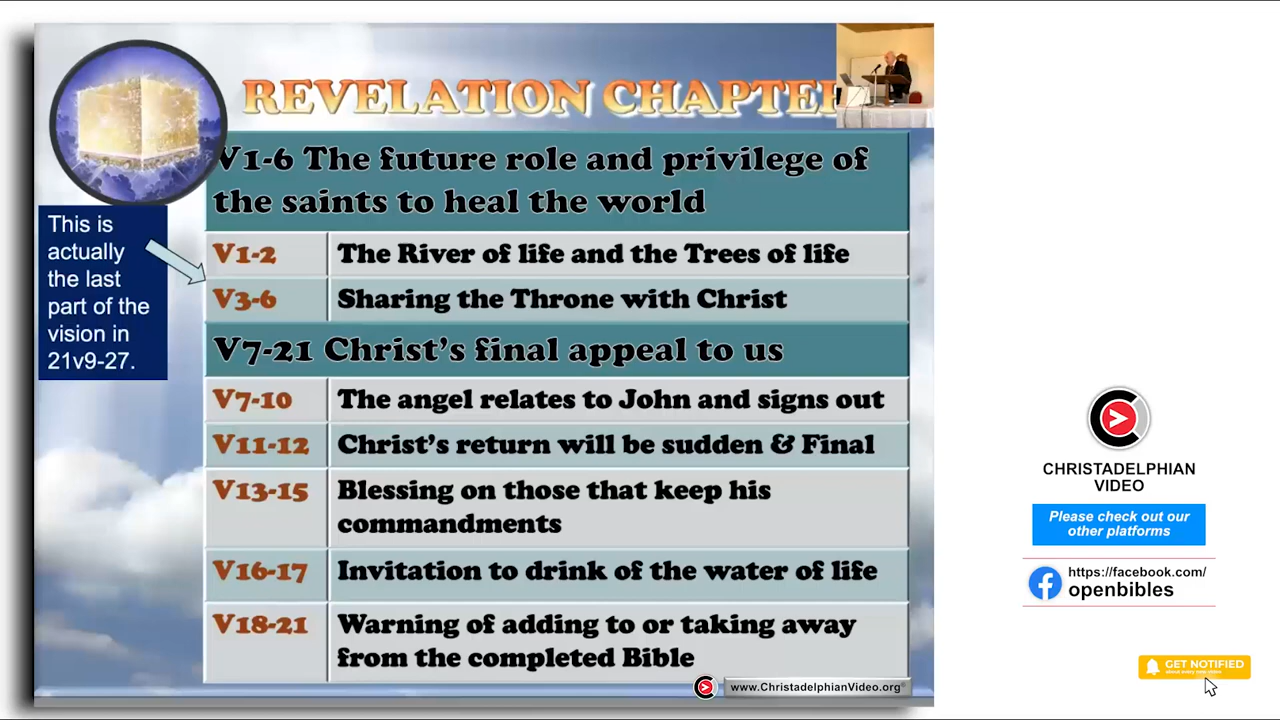 REVELATION CHAPTE
V1-6 The future role and privilege of
the saints to heal the world
This is
actually
the last
part of the
vision in
21v9-27.
V1-2 The River of life and the Trees of life
V3-6 Sharing the Throne with Christ
V7-21 Christ's final appeal to us
V7-10 The angel relates to John and signs out
V11-12 Christ's return will be sudden & Final
V13-15 Blessing on those that keep his
commandments
V16-17 Invitation to drink of the water of life
V18-21 Warning of adding to or taking away
from the completed Bible
www.ChristadelphianVideo.org
CHRISTADELPHIAN
VIDEO
Please check out our
other platforms
https://facebook.com/
openbibles
GET NOTIFIED
about every new video